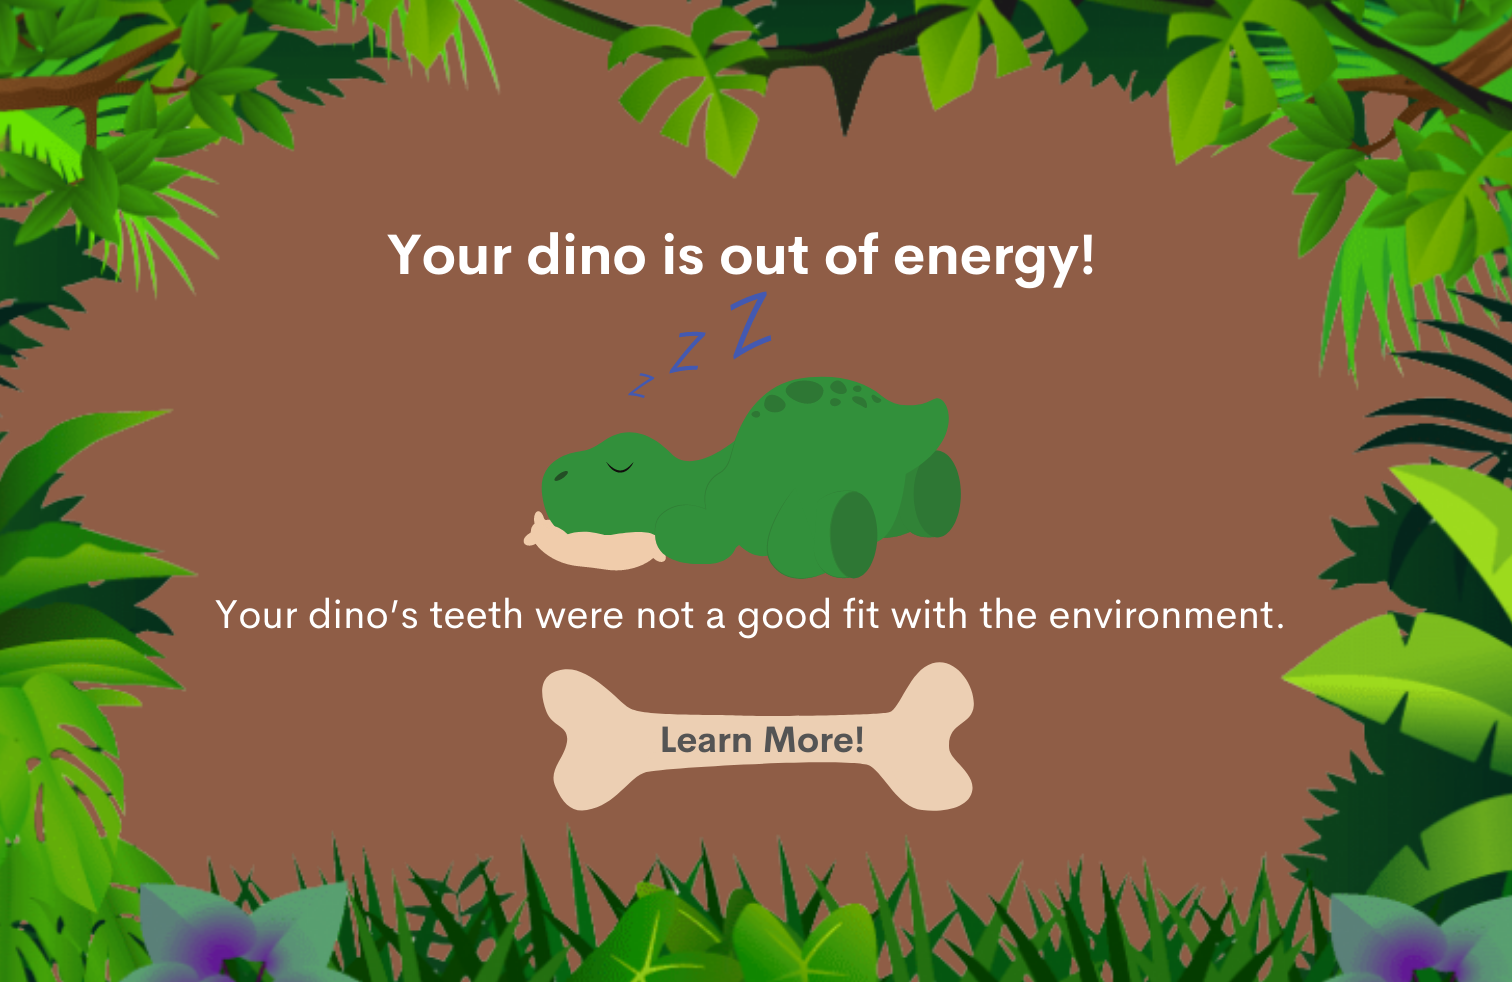 Your dino is out of energy!
z z Z
Your dino’s teeth were not a good fit with the environment.
Learn More!